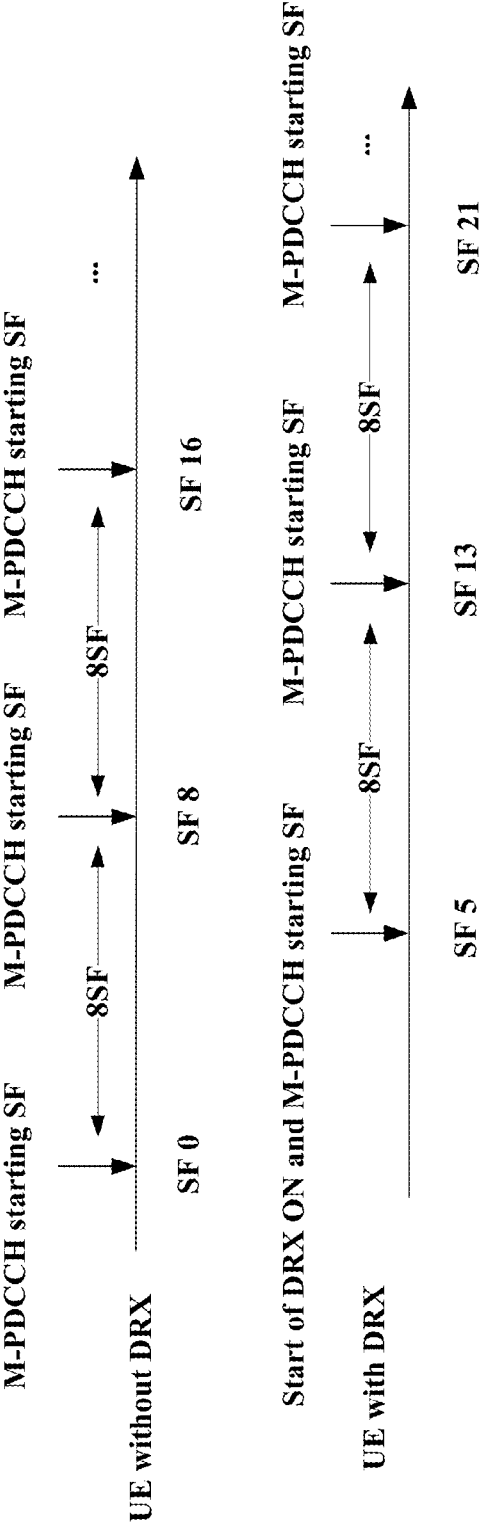 M-PDCCH starting SF
M-PDCCH starting SF
M-PDCCH starting SF
8SF
8SF
...
UE without DRX
SF 0
SF 8
SF 16
Start of DRX ON and M-PDCCH starting SF
M-PDCCH starting SF
M-PDCCH starting SF
8SF
8SF
...
UE with DRX
SF 5
SF 13
SF 21